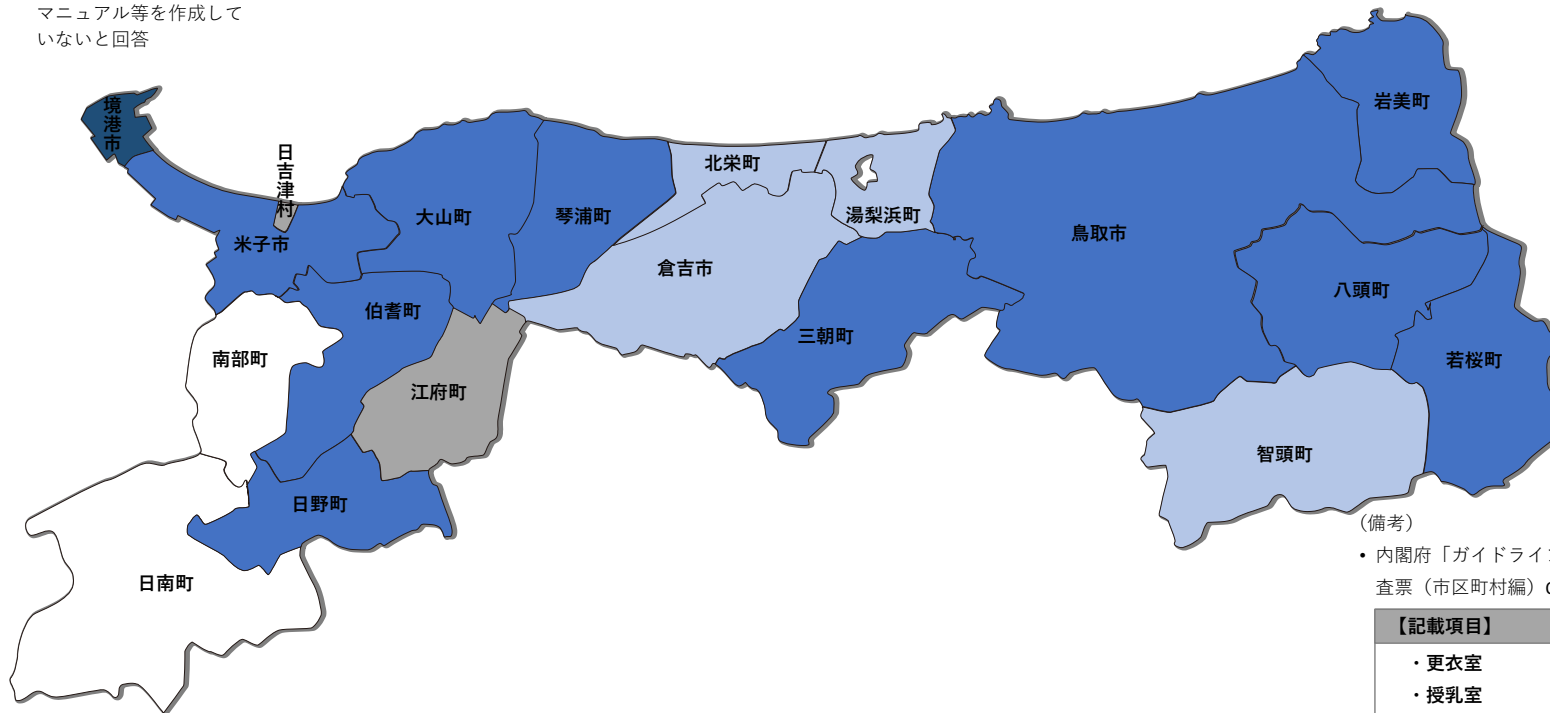 マニュアル等を作成して
いないと回答
境港市
日吉津村
米子市
大山町
琴浦町
北栄町
湯梨浜町
倉吉市
三朝町
鳥取市
岩美町
八頭町
若桜町
智頭町
伯耆町
南部町
江府町
日野町
日南町
(備考)
• 内閣府「ガイドライン
査票（市区町村編）
【記載項目】
・更衣室
・授乳室